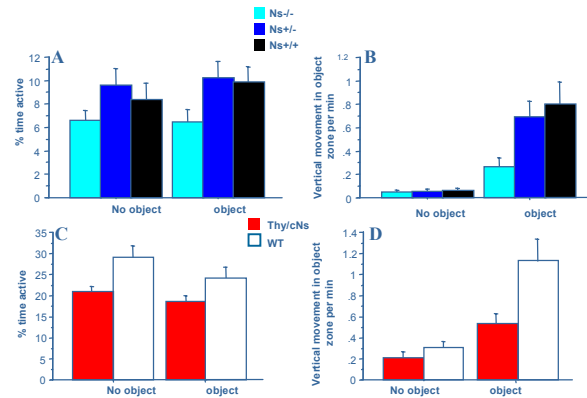 Ns-/-
Ns+/-
Ns+/+
A
% time active
12
10
8
6
4
2
0
No object
object
B
Vertical movement in object
zone per min
1.2
1
.8
.6
.4
.2
0
No object
object
Thy/cNs
WT
C
% time active
35
30
25
20
15
10
5
0
No object
object
D
Vertical movement in object
zone per min
1.4
1.2
1
.8
.6
.4
.2
0
No object
object